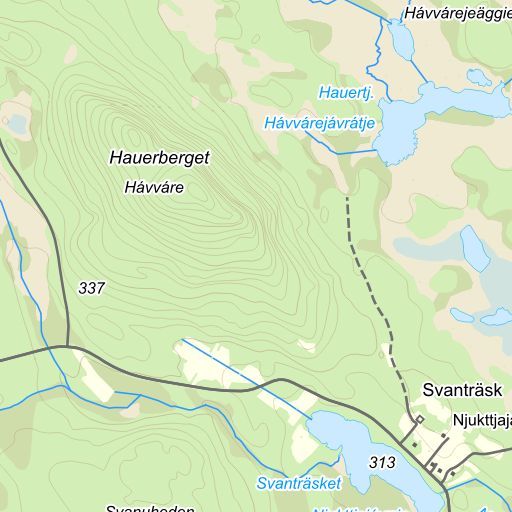 Hávvárejeäggie
Hauertj.
Hávvárejávrátje
Hauerberget
Hávváre
337
Svanträsk
Njukttjaja
313
Svanträsket